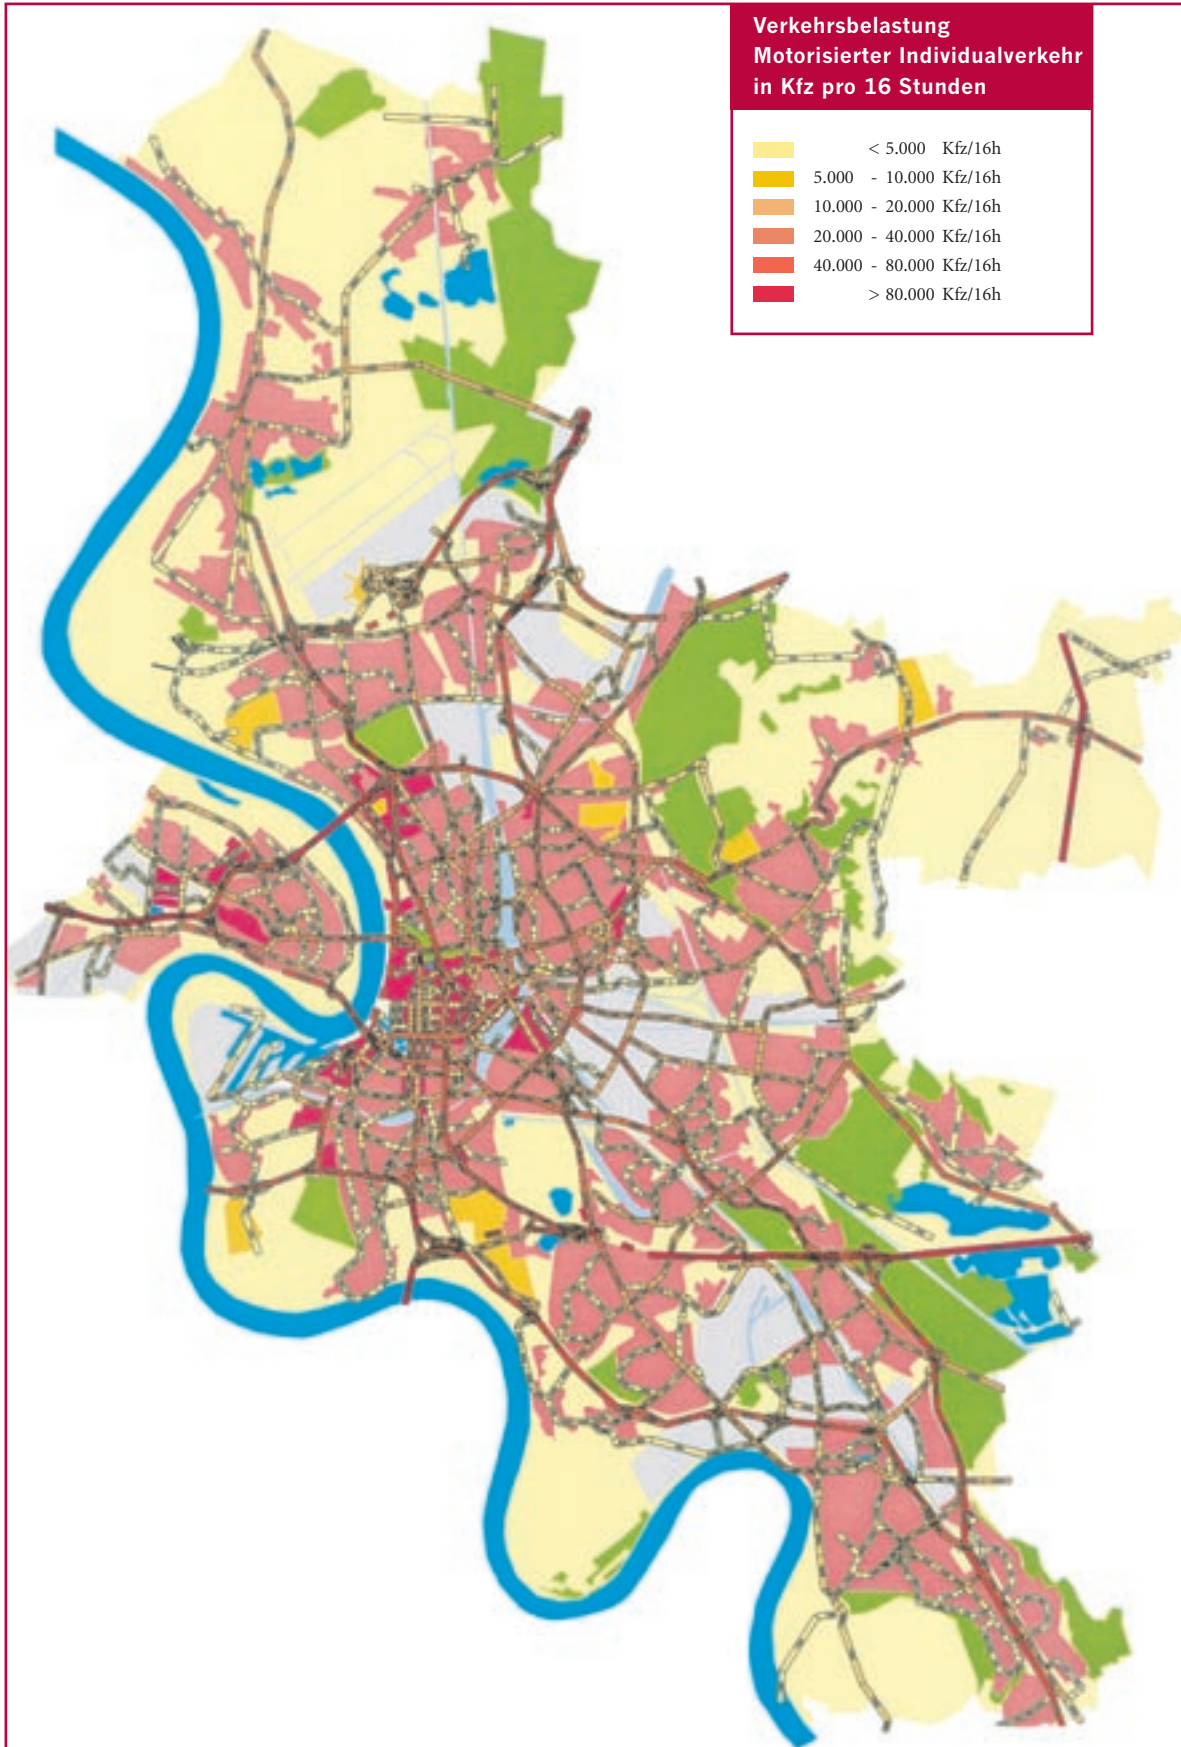 Verkehrsbelastung
Motorisierter Individualverkehr
in Kfz pro 16 Stunden
< 5.000 Kfz/16h
5.000 - 10.000 Kfz/16h
10.000 - 20.000 Kfz/16h
20.000 - 40.000 Kfz/16h
40.000 - 80.000 Kfz/16h
> 80.000 Kfz/16h